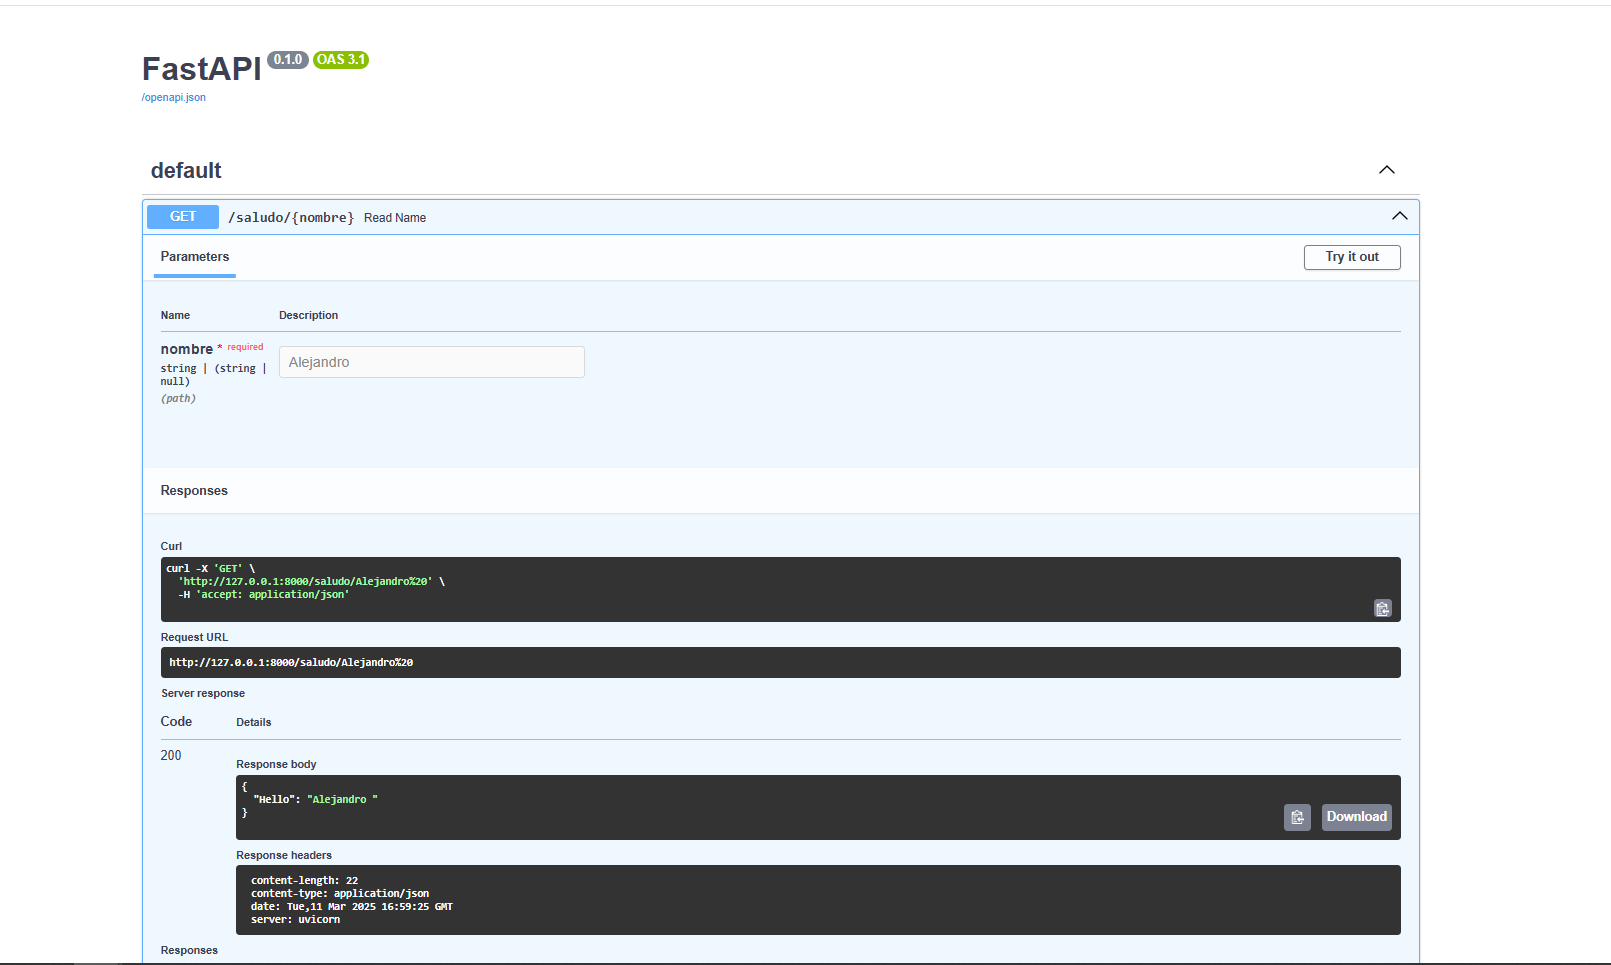 FastAPI 0.1.0 OAS 3.1
/openapi.json
default
GET /saludo/{nombre} Read Name
Parameters
Try it out
Name Description
nombre * required
string | (string |
null)
(path)
Alejandro
Responses
Curl
curl -X 'GET' \
'http://127.0.0.1:8000/saludo/Alejandro%20' \
-H 'accept: application/json'
Request URL
http://127.0.0.1:8000/saludo/Alejandro%20
Server response
Code Details
200
Response body
{
"Hello": "Alejandro "
}
Download
Response headers
content-length: 22
content-type: application/json
date: Tue,11 Mar 2025 16:59:25 GMT
server: uvicorn
Responses